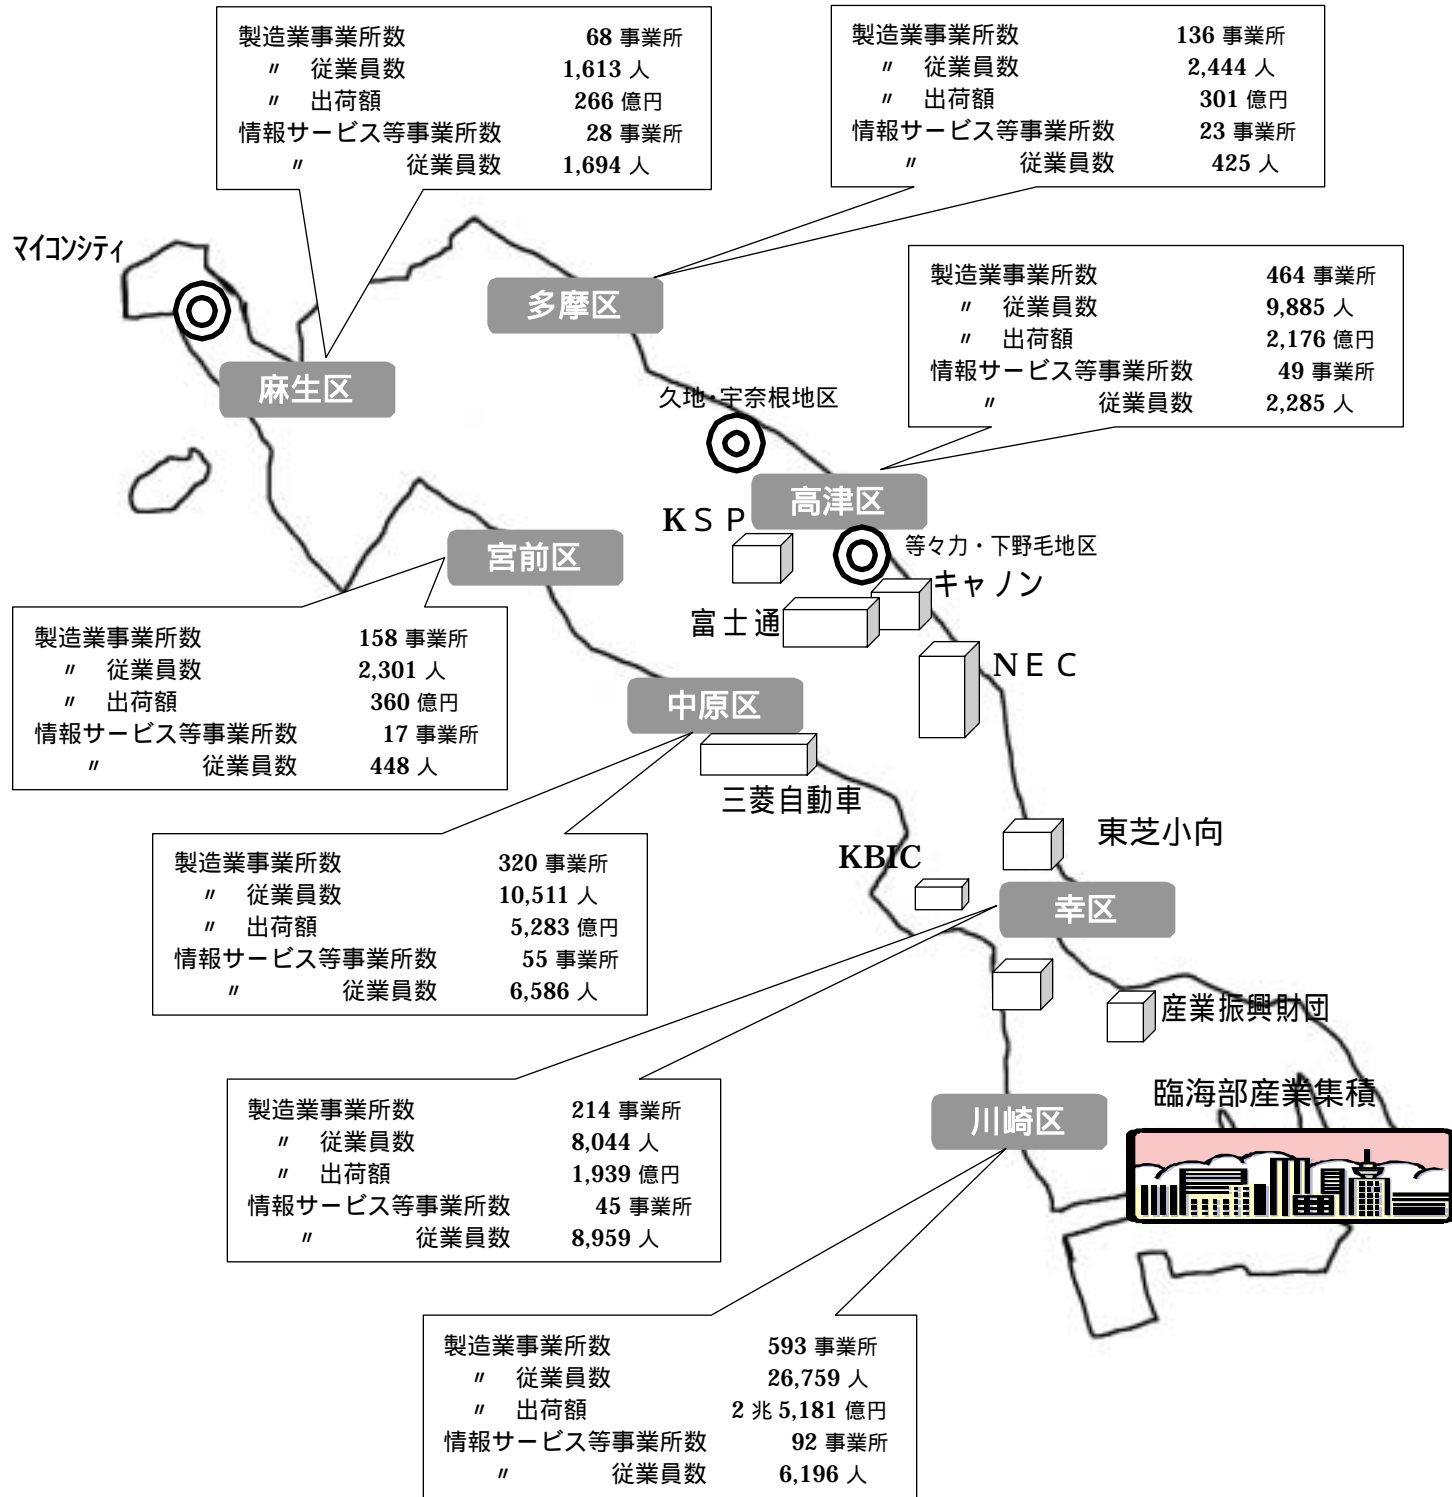 製造業事業所数 68 事業所
〃 従業員数 1,613 人
〃 出荷額 266 億円
情報サービス等事業所数 28 事業所
〃 従業員数 1,694 人
製造業事業所数 136 事業所
〃 従業員数 2,444 人
〃 出荷額 301 億円
情報サービス等事業所数 23 事業所
〃 従業員数 425 人
マイコンシティ
多摩区
製造業事業所数 464 事業所
〃 従業員数 9,885 人
〃 出荷額 2,176 億円
情報サービス等事業所数 49 事業所
〃 従業員数 2,285 人
麻生区
久地・宇奈根地区
高津区
KSP
等々力・下野毛地区
宮前区
キャノン
富士通
NEC
製造業事業所数 158 事業所
〃 従業員数 2,301 人
〃 出荷額 360 億円
情報サービス等事業所数 17 事業所
〃 従業員数 448 人
中原区
三菱自動車
東芝小向
KBIC
製造業事業所数 320 事業所
〃 従業員数 10,511 人
〃 出荷額 5,283 億円
情報サービス等事業所数 55 事業所
〃 従業員数 6,586 人
幸区
産業振興財団
臨海部産業集積
製造業事業所数 214 事業所
〃 従業員数 8,044 人
〃 出荷額 1,939 億円
情報サービス等事業所数 45 事業所
〃 従業員数 8,959 人
川崎区
製造業事業所数 593 事業所
〃 従業員数 26,759 人
〃 出荷額 2 兆 5,181 億円
情報サービス等事業所数 92 事業所
〃 従業員数 6,196 人